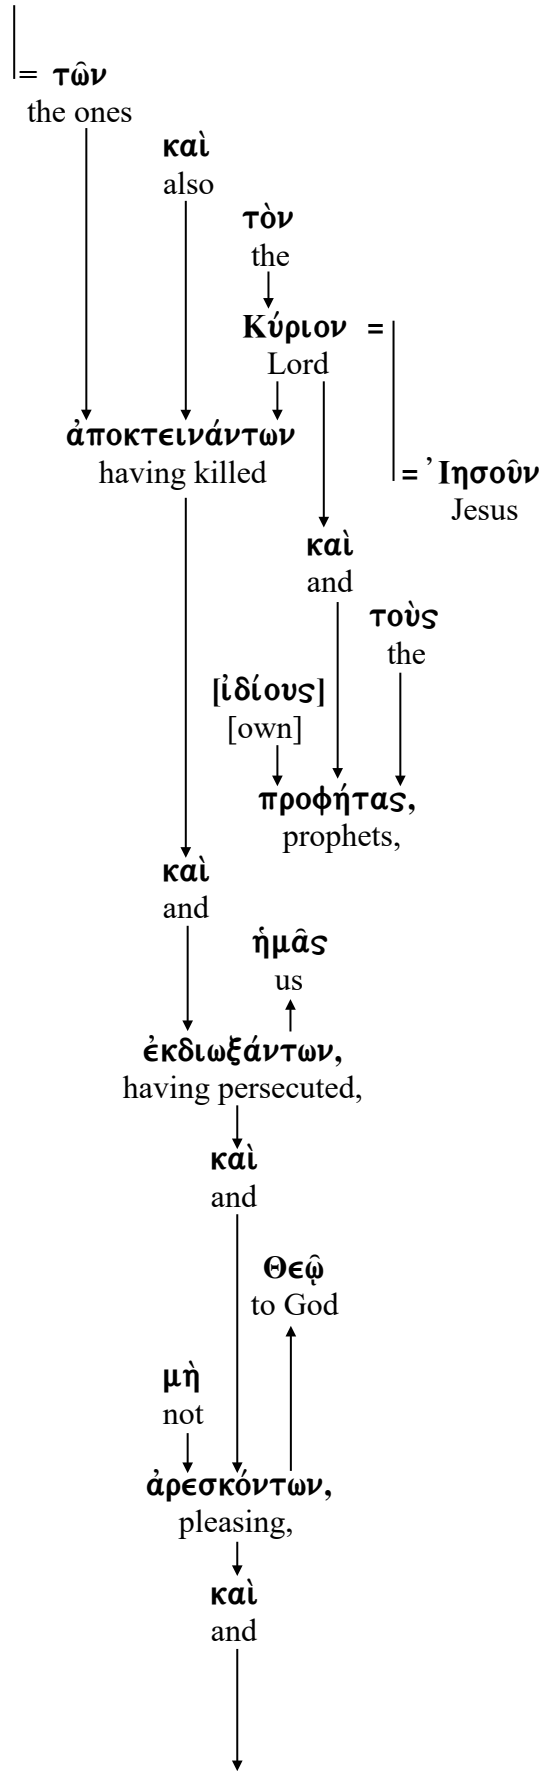 = τῶν
the ones
καὶ
also
τὸν
the
Κύριον =
Lord
ἀποκτεινάντων
having killed
= Ἰησοῦν
Jesus
καὶ
and
τοὺς
the
[ἰδίους]
[own]
προφήτας,
prophets,
καὶ
and
ἡμᾶς
us
ἐκδιωξάντων,
having persecuted,
καὶ
and
Θεῷ
to God
μὴ
not
ἀρεσκόντων,
pleasing,
καὶ
and